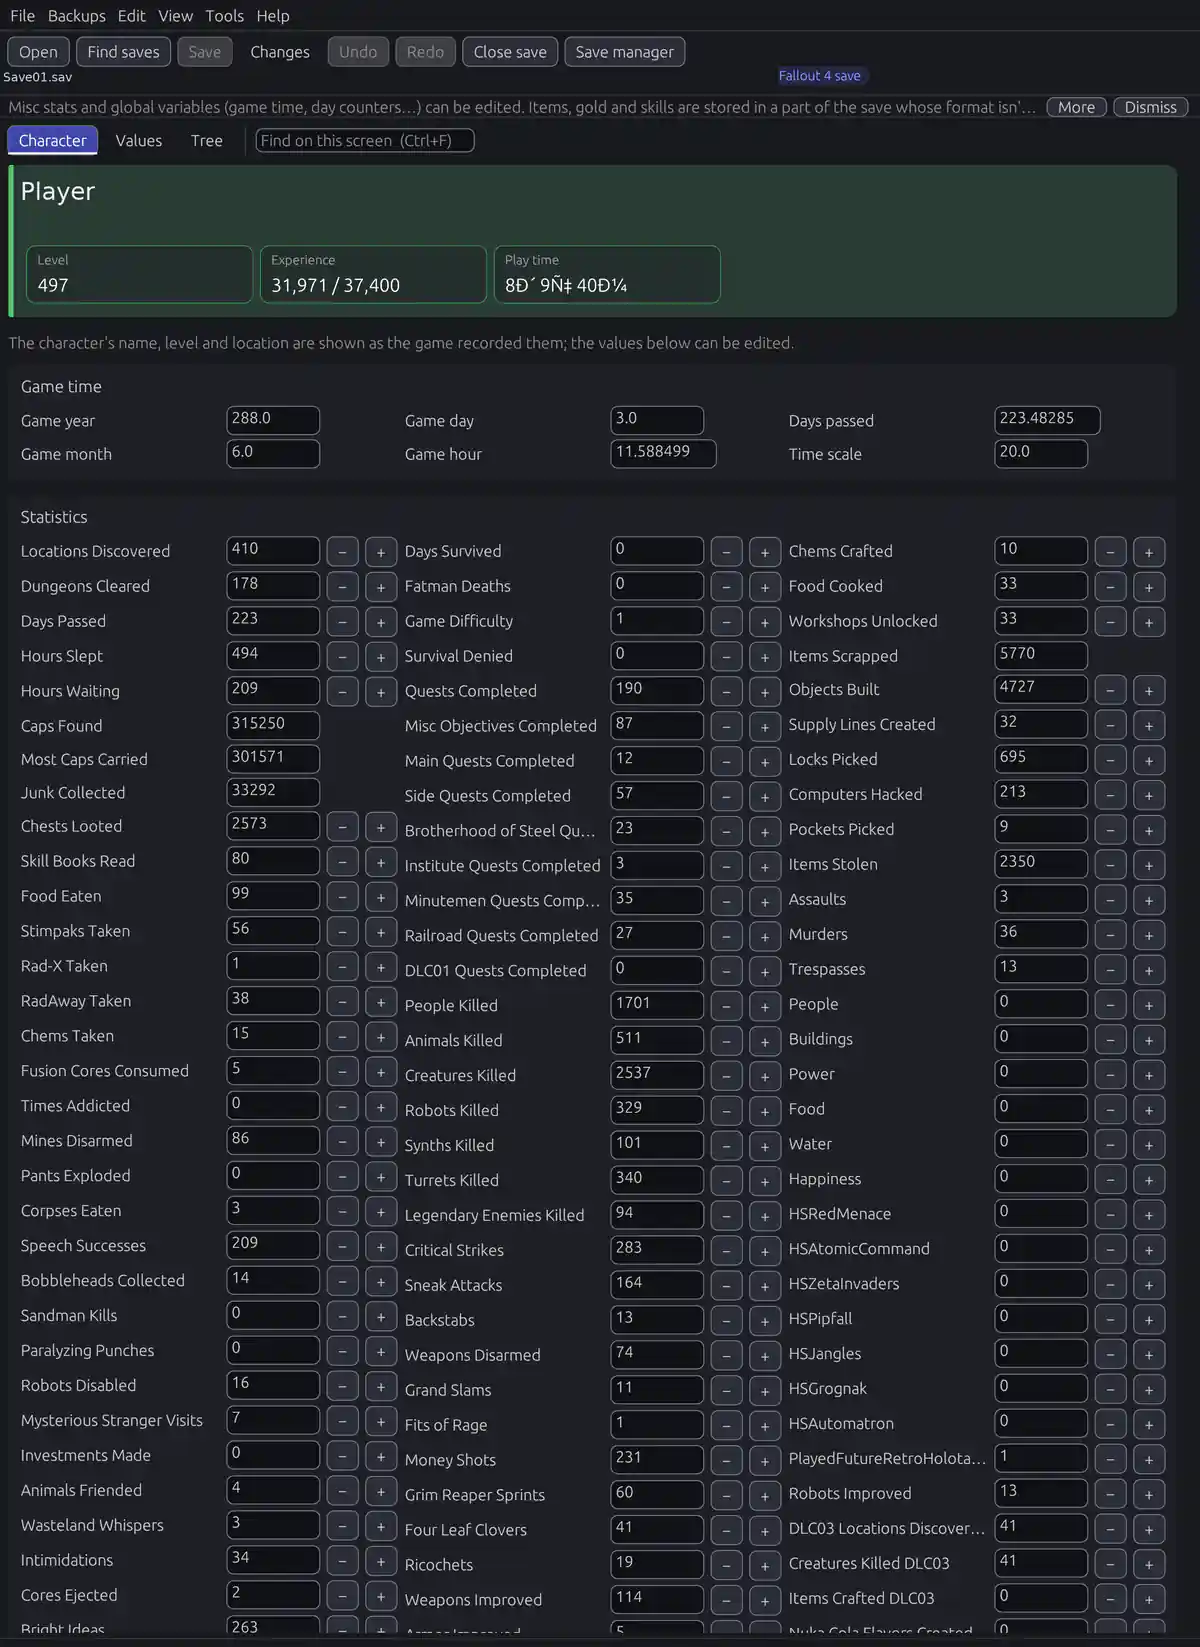 File Backups Edit View Tools Help
Open Find saves Save Changes Undo Redo Close save Save manager
Save01.sav
Fallout 4 save
Misc stats and global variables (game time, day counters...) can be edited. Items, gold and skills are stored in a part of the save whose format isn'... More Dismiss
Character Values Tree Find on this screen (Ctrl+F)
Player
Level Experience Play time
497 31,971 / 37,400 8Ð´ 9Ñ‡ 40Ð¼
The character's name, level and location are shown as the game recorded them; the values below can be edited.
Game time
Game year 288.0 Game day 3.0 Days passed 223.48285
Game month 6.0 Game hour 11.588499 Time scale 20.0
Statistics
Locations Discovered 410 − + Days Survived 0 − + Chems Crafted 10 − +
Dungeons Cleared 178 − + Fatman Deaths 0 − + Food Cooked 33 − +
Days Passed 223 − + Game Difficulty 1 − + Workshops Unlocked 33 − +
Hours Slept 494 − + Survival Denied 0 − + Items Scrapped 5770
Hours Waiting 209 − + Quests Completed 190 − + Objects Built 4727 − +
Caps Found 315250 Misc Objectives Completed 87 − + Supply Lines Created 32 − +
Most Caps Carried 301571 Main Quests Completed 12 − + Locks Picked 695 − +
Junk Collected 33292 Side Quests Completed 57 − + Computers Hacked 213 − +
Chests Looted 2573 − + Brotherhood of Steel Qu... 23 − + Pockets Picked 9 − +
Skill Books Read 80 − + Institute Quests Completed 3 − + Items Stolen 2350 − +
Food Eaten 99 − + Minutemen Quests Comp... 35 − + Assaults 3 − +
Stimpaks Taken 56 − + Railroad Quests Completed 27 − + Murders 36 − +
Rad-X Taken 1 − + DLC01 Quests Completed 0 − + Trespasses 13 − +
RadAway Taken 38 − + People Killed 1701 − + People 0 − +
Chems Taken 15 − + Animals Killed 511 − + Buildings 0 − +
Fusion Cores Consumed 5 − + Creatures Killed 2537 − + Power 0 − +
Times Addicted 0 − + Robots Killed 329 − + Food 0 − +
Mines Disarmed 86 − + Synths Killed 101 − + Water 0 − +
Pants Exploded 0 − + Turrets Killed 340 − + Happiness 0 − +
Corpses Eaten 3 − + Legendary Enemies Killed 94 − + HSRedMenace 0 − +
Speech Successes 209 − + Critical Strikes 283 − + HSAtomicCommand 0 − +
Bobbleheads Collected 14 − + Sneak Attacks 164 − + HSZetaInvaders 0 − +
Sandman Kills 0 − + Backstabs 13 − + HSPipfall 0 − +
Paralyzing Punches 0 − + Weapons Disarmed 74 − + HSJangles 0 − +
Robots Disabled 16 − + Grand Slams 11 − + HSGrognak 0 − +
Mysterious Stranger Visits 7 − + Fits of Rage 1 − + HSAutomatron 0 − +
Investments Made 0 − + Money Shots 231 − + PlayedFutureRetroHolota... 1 − +
Animals Friended 4 − + Grim Reaper Sprints 60 − + Robots Improved 13 − +
Wasteland Whispers 3 − + Four Leaf Clovers 41 − + DLC03 Locations Discover... 41 − +
Intimidations 34 − + Ricochets 19 − + Creatures Killed DLC03 41 − +
Cores Ejected 2 − + Weapons Improved 114 − + Items Crafted DLC03 0 − +
Bright Ideas 263 − + Armor Improved 5 − + Nuka Cola Flavors Created 0 − +